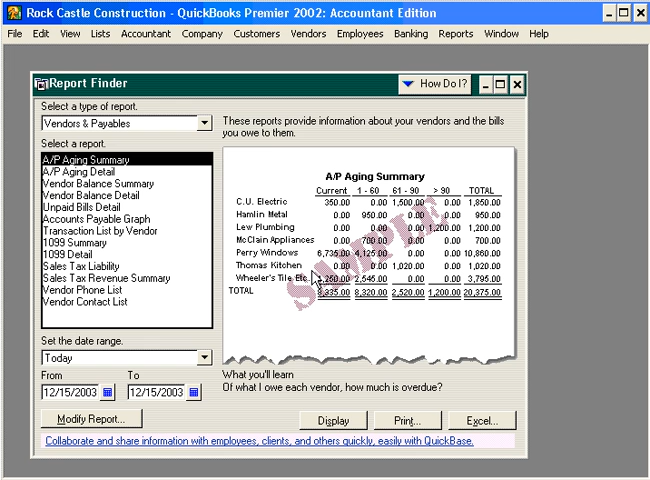 Rock Castle Construction - QuickBooks Premier 2002: Accountant Edition
File Edit View Lists Accountant Company Customers Vendors Employees Banking Reports Window Help
Report Finder
How Do I?
Select a type of report.
Vendors & Payables
These reports provide information about your vendors and the bills
you owe to them.
Select a report.
A/P Aging Summary
A/P Aging Detail
Vendor Balance Summary
Vendor Balance Detail
Unpaid Bills Detail
Accounts Payable Graph
Transaction List by Vendor
1099 Summary
1099 Detail
Sales Tax Liability
Sales Tax Revenue Summary
Vendor Phone List
Vendor Contact List
A/P Aging Summary
Current 1 - 60 61 - 90 > 90 TOTAL
C.U. Electric 350.00 0.00 1,500.00 0.00 1,850.00
Hamlin Metal 0.00 950.00 0.00 0.00 950.00
Lew Plumbing 0.00 0.00 0.00 1,200.00 1,200.00
McClain Appliances 0.00 700.00 0.00 0.00 700.00
Perry Windows 6,735.00 4,125.00 0.00 0.00 10,860.00
Thomas Kitchen 0.00 0.00 1,020.00 0.00 1,020.00
Wheeler's Tile Etc. 1,250.00 2,545.00 0.00 0.00 3,795.00
TOTAL 8,335.00 8,320.00 2,520.00 1,200.00 20,375.00
SAMPLE
Set the date range.
Today
From To
12/15/2003 12/15/2003
What you'll learn
Of what I owe each vendor, how much is overdue?
Modify Report...
Display Print... Excel...
Collaborate and share information with employees, clients, and others quickly, easily with QuickBase.